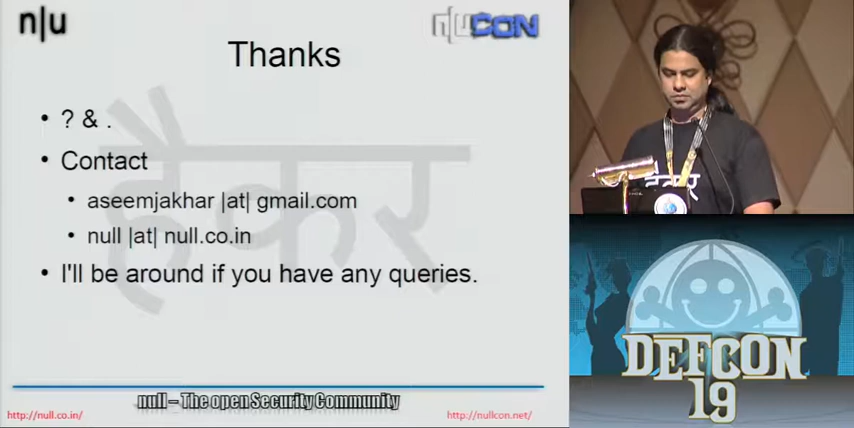 n|u
n|uCON
Thanks
हैकर
• ? & .
• Contact
• aseemjakhar |at| gmail.com
• null |at| null.co.in
• I'll be around if you have any queries.
null – The open Security Community
http://null.co.in/
http://nullcon.net/
DEFCON
19